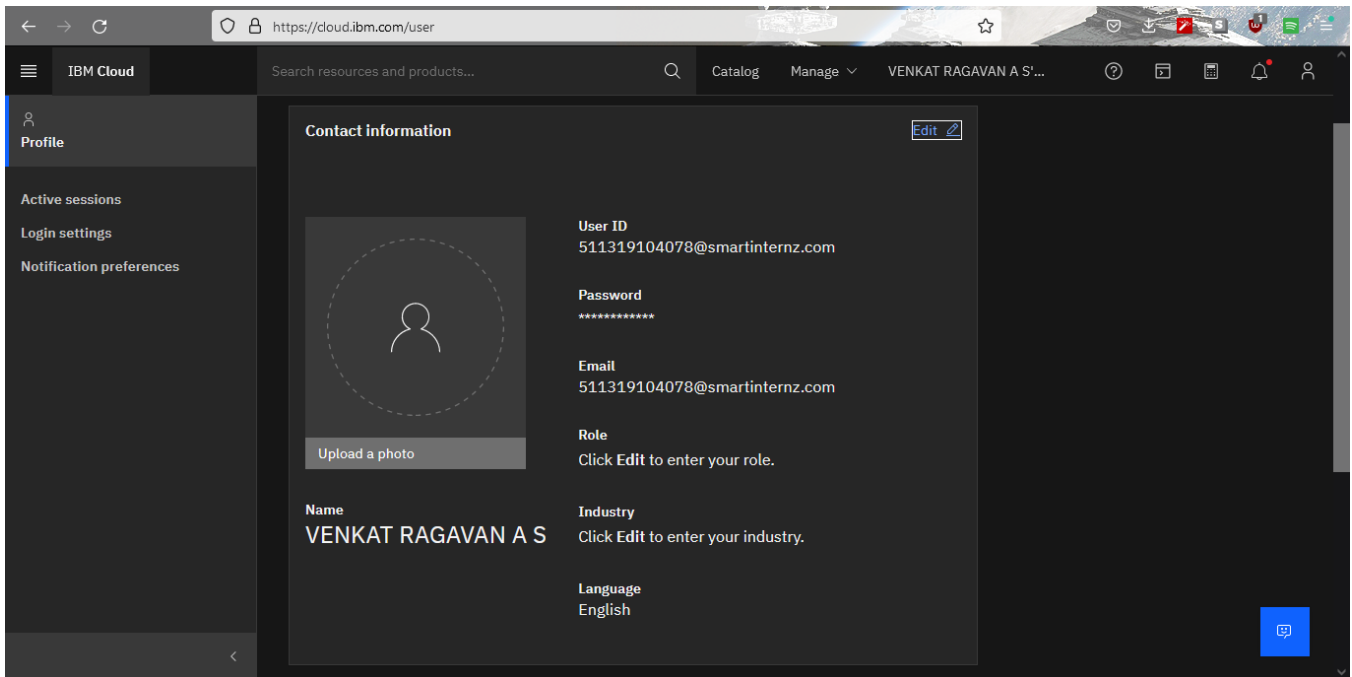 https://cloud.ibm.com/user
IBM Cloud
Search resources and products...
Catalog
Manage
VENKAT RAGAVAN A S'...
Profile
Active sessions
Login settings
Notification preferences
Contact information
Edit
Upload a photo
Name
VENKAT RAGAVAN A S
User ID
511319104078@smartinternz.com
Password
************
Email
511319104078@smartinternz.com
Role
Click Edit to enter your role.
Industry
Click Edit to enter your industry.
Language
English